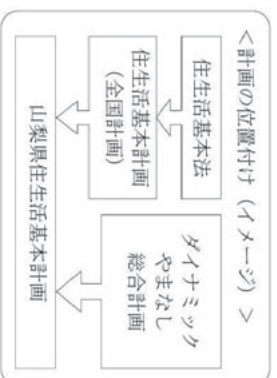 ＜計画の位置付け（イメージ）＞
住生活基本法
住生活基本計画
(全国計画)
ダイナミック
やまなし
総合計画
山梨県住生活基本計画